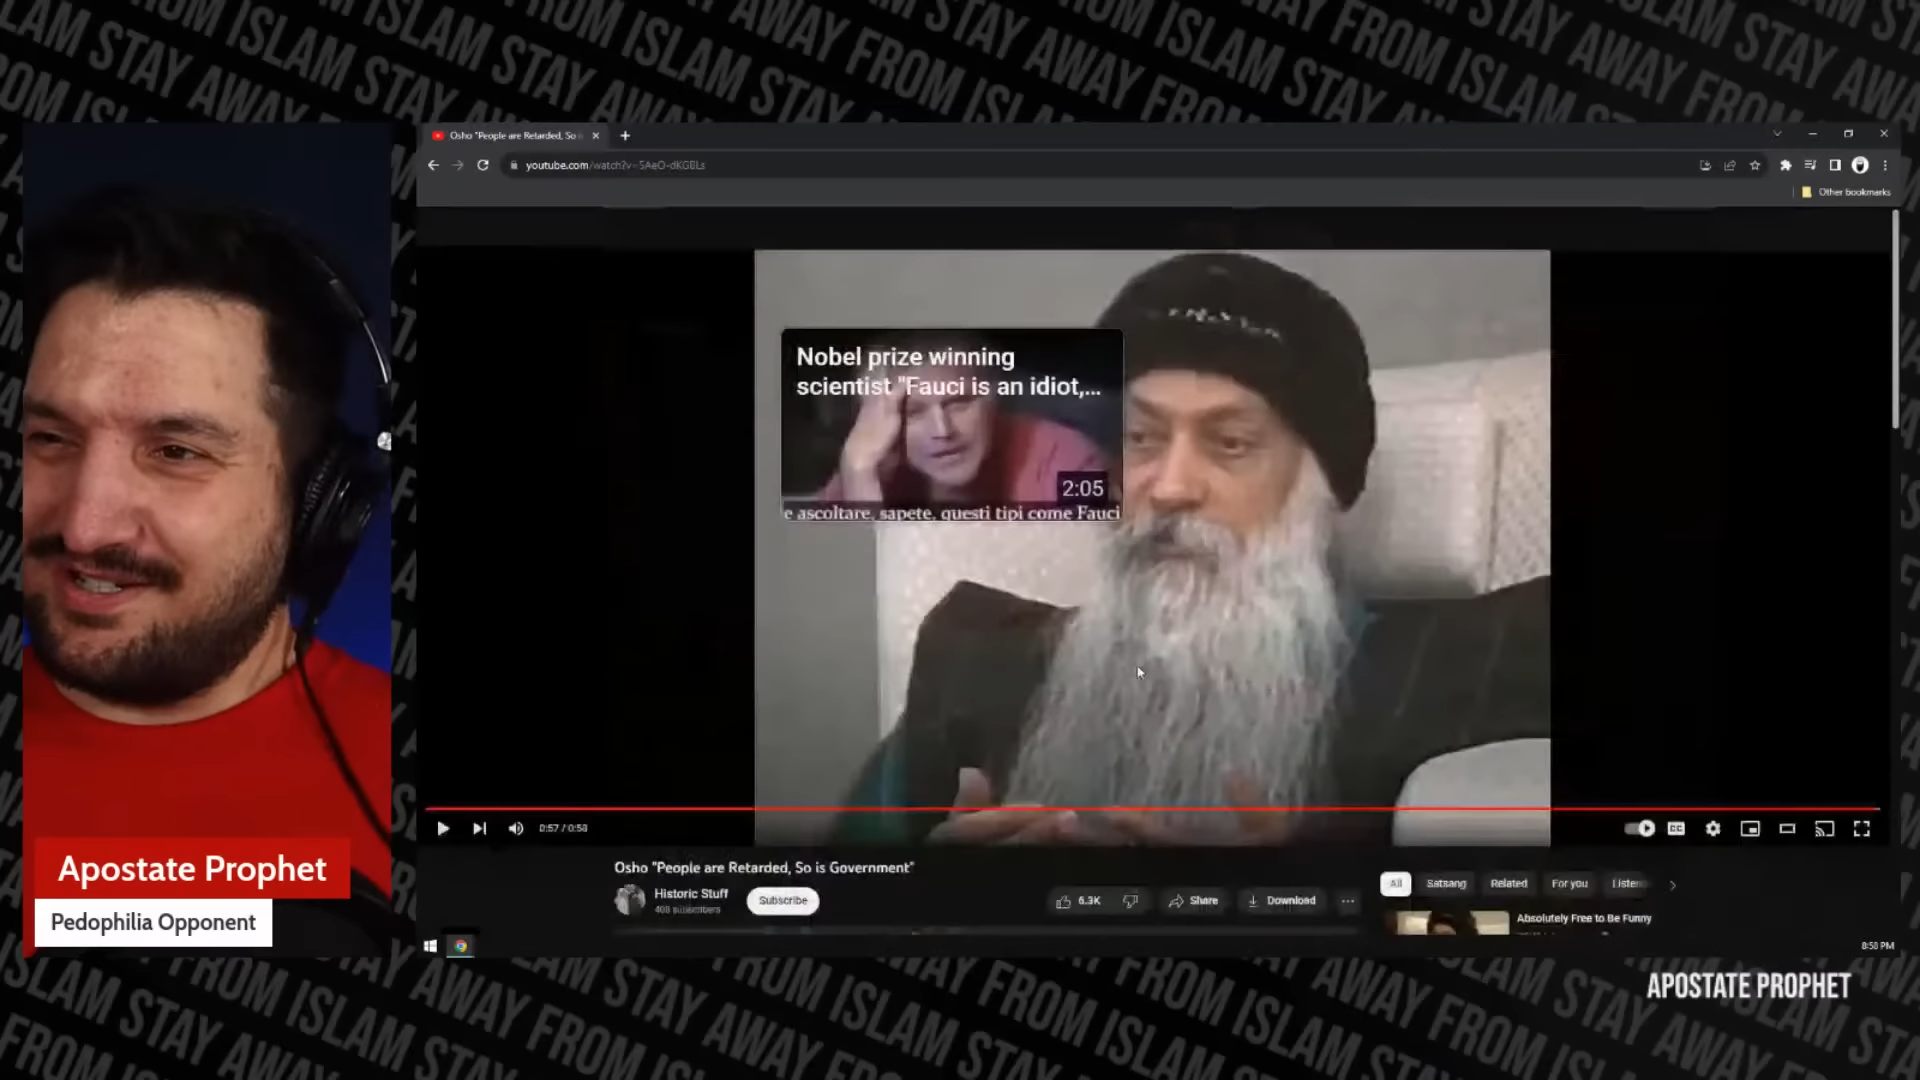 Osho "People are Retarded, So
youtube.com/watch?v=5AeO-dKGBLs
Other bookmarks
Nobel prize winning
scientist "Fauci is an idiot,...
2:05
e ascoltare, sapete, questi tipi come Fauci
0:57 / 0:58
CC
Osho "People are Retarded, So is Government"
Historic Stuff
Subscribe
6.3K
Share
Download
All
Satsang
Related
For you
Listen
Absolutely Free to Be Funny
8:58 PM
Apostate Prophet
Pedophilia Opponent
APOSTATE PROPHET
STAY AWAY FROM ISLAM STAY AWAY FROM ISLAM